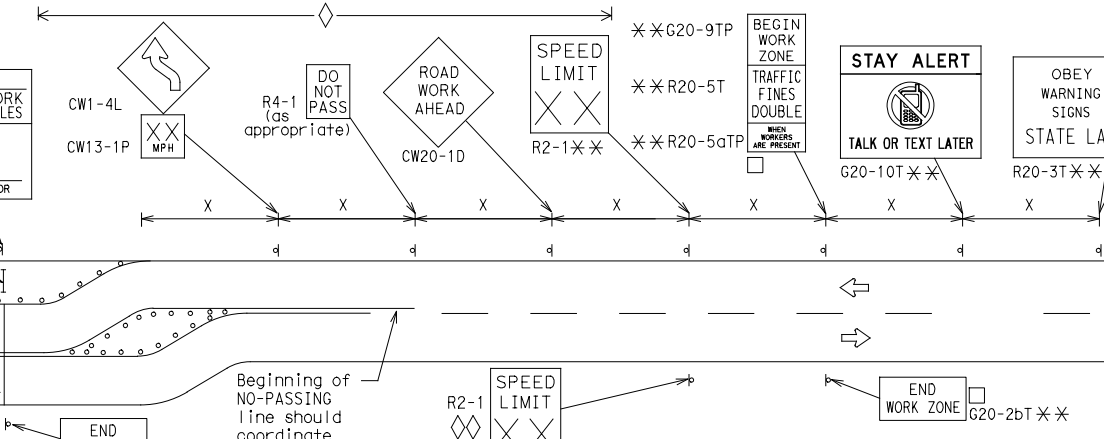 CW1-4L
X X
MPH
CW13-1P
R4-1
(as
appropriate)
DO
NOT
PASS
ROAD
WORK
AHEAD
CW20-1D
SPEED
LIMIT
X X
R2-1**
**G20-9TP
**R20-5T
**R20-5aTP
BEGIN
WORK
ZONE
TRAFFIC
FINES
DOUBLE
WHEN
WORKERS
ARE PRESENT
STAY ALERT
TALK OR TEXT LATER
G20-10T**
OBEY
WARNING
SIGNS
STATE LA
R20-3T**
X X X X X X X
Beginning of
NO-PASSING
line should
coordinate
R2-1
SPEED
LIMIT
X X
END
WORK ZONE
G20-2bT**
END